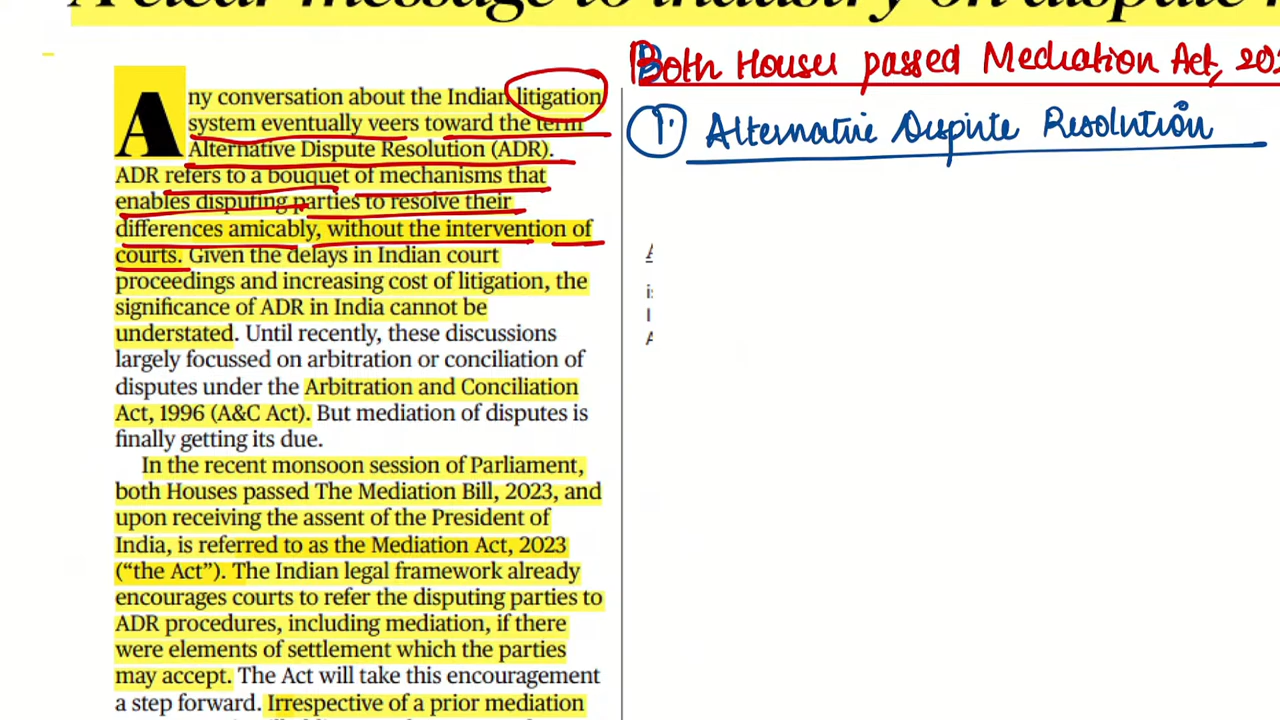 A clear message to industry on dispute
Both Houses passed Mediation Act, 202
1. Alternative Dispute Resolution
Any conversation about the Indian litigation
system eventually veers toward the term
Alternative Dispute Resolution (ADR).
ADR refers to a bouquet of mechanisms that
enables disputing parties to resolve their
differences amicably, without the intervention of
courts. Given the delays in Indian court
proceedings and increasing cost of litigation, the
significance of ADR in India cannot be
understated. Until recently, these discussions
largely focussed on arbitration or conciliation of
disputes under the Arbitration and Conciliation
Act, 1996 (A&C Act). But mediation of disputes is
finally getting its due.
In the recent monsoon session of Parliament,
both Houses passed The Mediation Bill, 2023, and
upon receiving the assent of the President of
India, is referred to as the Mediation Act, 2023
(“the Act”). The Indian legal framework already
encourages courts to refer the disputing parties to
ADR procedures, including mediation, if there
were elements of settlement which the parties
may accept. The Act will take this encouragement
a step forward. Irrespective of a prior mediation